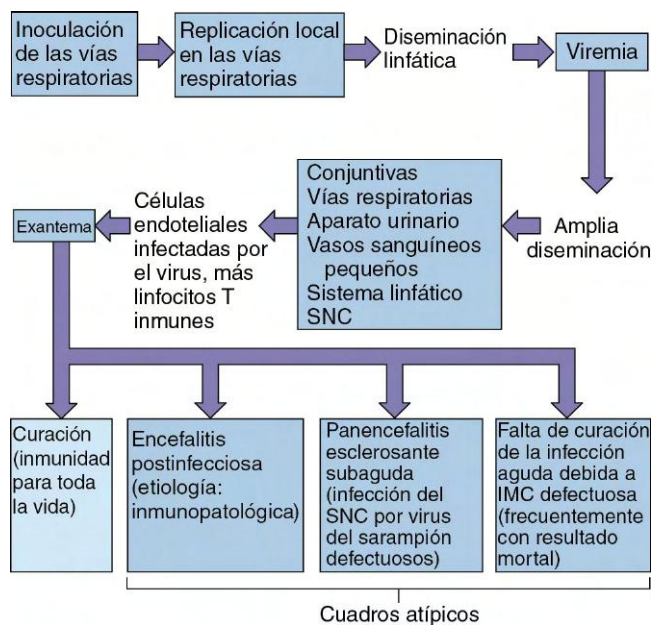 Inoculación
de las vías
respiratorias
Replicación local
en las vías
respiratorias
Diseminación
linfática
Viremia
Amplia
diseminación
Conjuntivas
Vías respiratorias
Aparato urinario
Vasos sanguíneos
pequeños
Sistema linfático
SNC
Células
endoteliales
infectadas por
el virus, más
linfocitos T
inmunes
Exantema
Curación
(inmunidad
para toda
la vida)
Encefalitis
postinfecciosa
(etiología:
inmunopatológica)
Panencefalitis
esclerosante
subaguda
(infección del
SNC por virus
del sarampión
defectuosos)
Falta de curación
de la infección
aguda debida a
IMC defectuosa
(frecuentemente
con resultado
mortal)
Cuadros atípicos